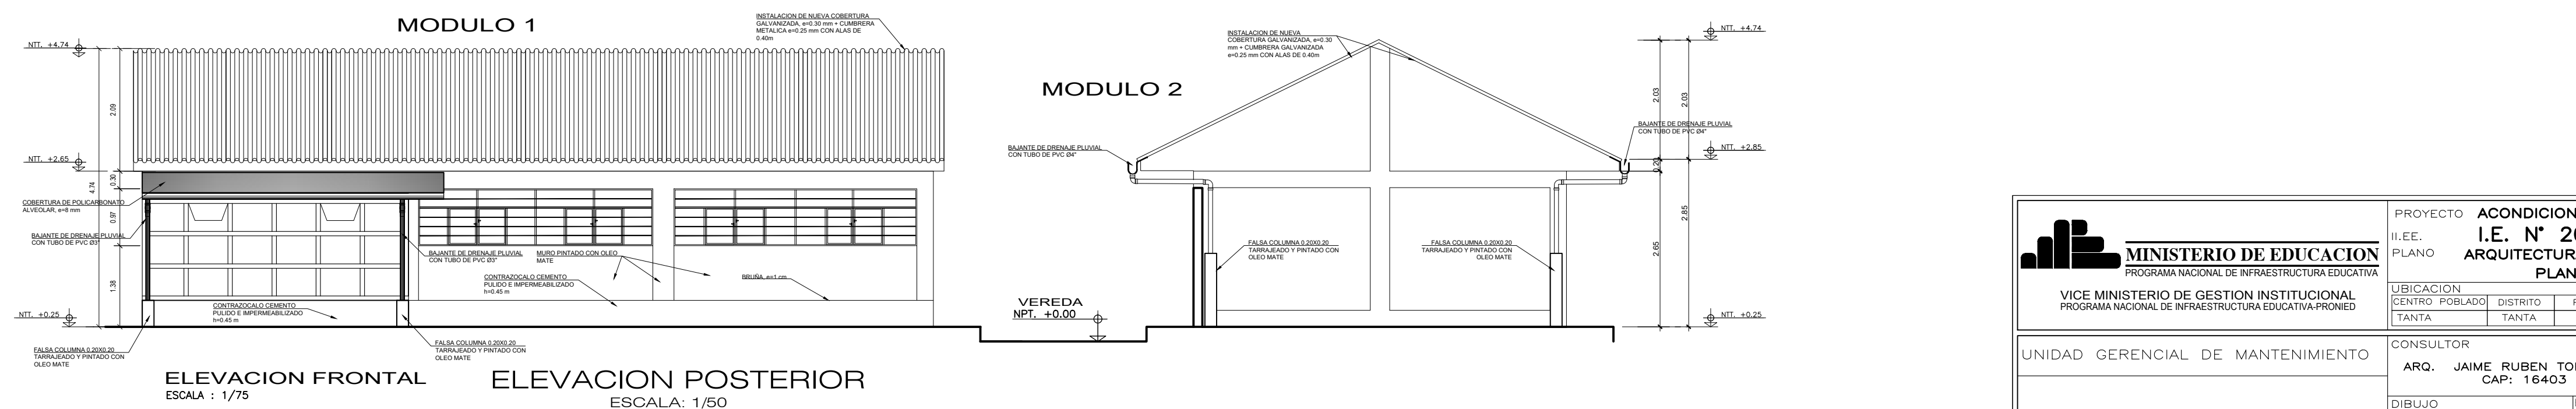 MODULO 1
INSTALACION DE NUEVA COBERTURA
GALVANIZADA, e=0.30 mm + CUMBRERA
METALICA e=0.25 mm CON ALAS DE
0.40m
NTT. +4.74
2.09
NTT. +2.65
4.74
0.30
COBERTURA DE POLICARBONATO
ALVEOLAR, e=8 mm
0.97
BAJANTE DE DRENAJE PLUVIAL
CON TUBO DE PVC Ø3"
1.38
NTT. +0.25
BAJANTE DE DRENAJE PLUVIAL
CON TUBO DE PVC Ø3"
MURO PINTADO CON OLEO
MATE
CONTRAZOCALO CEMENTO
PULIDO E IMPERMEABILIZADO
h=0.45 m
BRUÑA, e=1 cm
CONTRAZOCALO CEMENTO
PULIDO E IMPERMEABILIZADO
h=0.45 m
FALSA COLUMNA 0.20X0.20
TARRAJEADO Y PINTADO CON
OLEO MATE
FALSA COLUMNA 0.20X0.20
TARRAJEADO Y PINTADO CON
OLEO MATE
ELEVACION FRONTAL
ESCALA : 1/75
ELEVACION POSTERIOR
ESCALA: 1/50
MODULO 2
INSTALACION DE NUEVA
COBERTURA GALVANIZADA, e=0.30
mm + CUMBRERA GALVANIZADA
e=0.25 mm CON ALAS DE 0.40m
BAJANTE DE DRENAJE PLUVIAL
CON TUBO DE PVC Ø4"
FALSA COLUMNA 0.20X0.20
TARRAJEADO Y PINTADO CON
OLEO MATE
FALSA COLUMNA 0.20X0.20
TARRAJEADO Y PINTADO CON
OLEO MATE
VEREDA
NPT. +0.00
NTT. +4.74
2.03
2.03
BAJANTE DE DRENAJE PLUVIAL
CON TUBO DE PVC Ø4"
NTT. +2.85
0.20
2.85
2.65
NTT. +0.25
MINISTERIO DE EDUCACION
PROGRAMA NACIONAL DE INFRAESTRUCTURA EDUCATIVA
VICE MINISTERIO DE GESTION INSTITUCIONAL
PROGRAMA NACIONAL DE INFRAESTRUCTURA EDUCATIVA-PRONIED
UNIDAD GERENCIAL DE MANTENIMIENTO
PROYECTO ACONDICION
II.EE. I.E. N° 20
PLANO ARQUITECTUR
PLAN
UBICACION
CENTRO POBLADO DISTRITO
TANTA TANTA
CONSULTOR
ARQ. JAIME RUBEN TO
CAP: 16403
DIBUJO